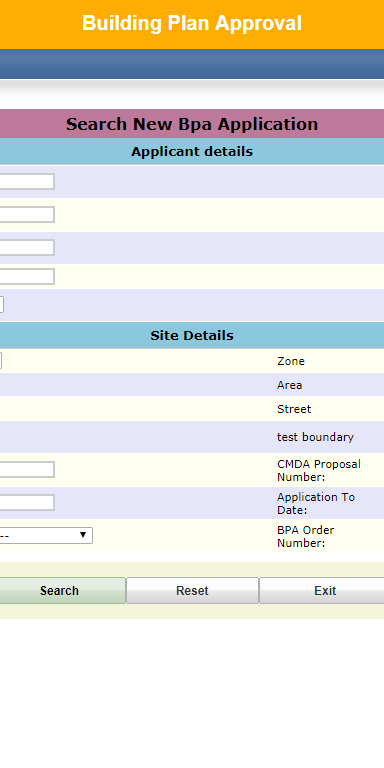 Building Plan Approval
Search New Bpa Application
Applicant details
Site Details
Zone
Area
Street
test boundary
CMDA Proposal
Number:
Application To
Date:
--
BPA Order
Number:
Search
Reset
Exit